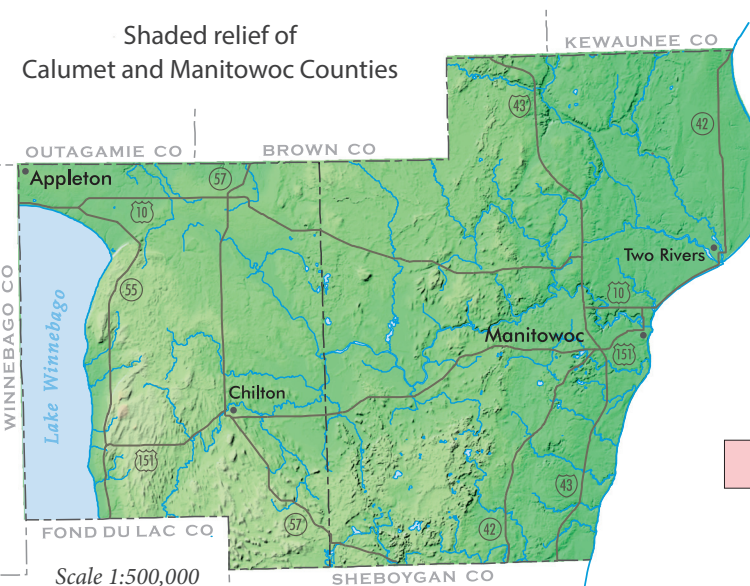 Shaded relief of
Calumet and Manitowoc Counties
KEWAUNEE CO
43
42
OUTAGAMIE CO
BROWN CO
Appleton
57
10
Two Rivers
WINNEBAGO CO
Lake Winnebago
55
10
Manitowoc
151
Chilton
151
43
57
42
FOND DU LAC CO
Scale 1:500,000
SHEBOYGAN CO